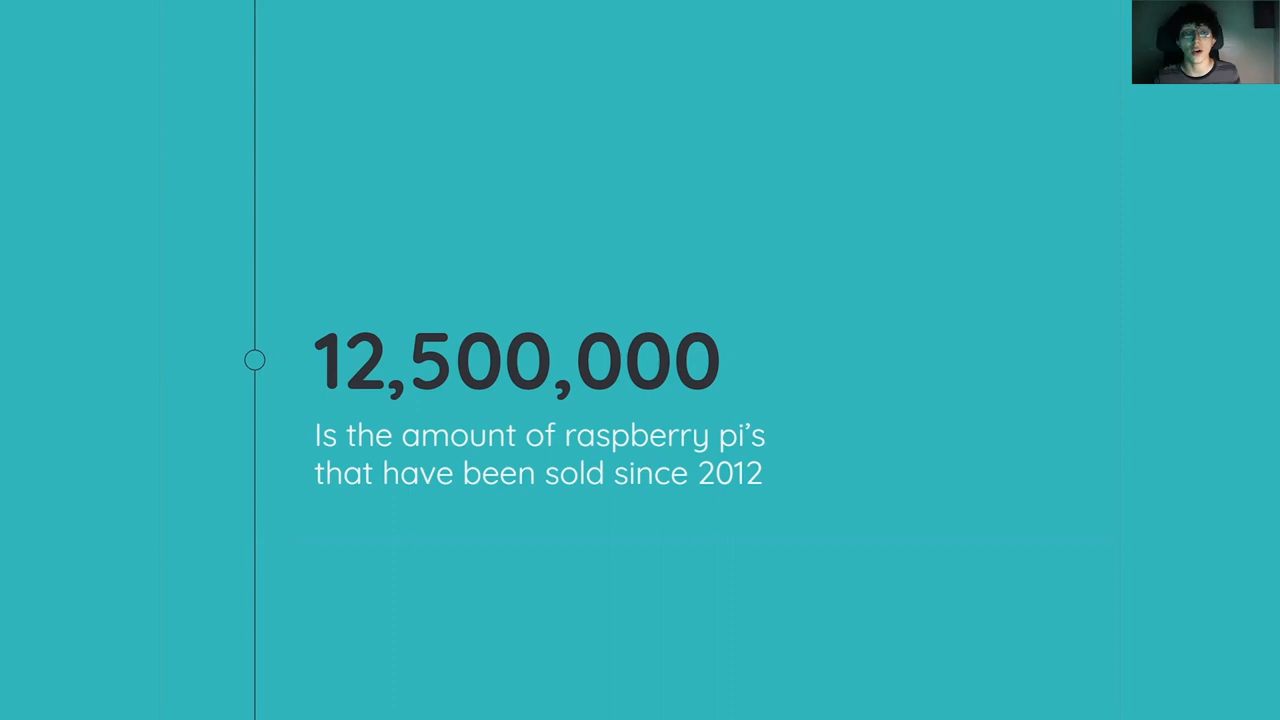 12,500,000
Is the amount of raspberry pi’s
that have been sold since 2012